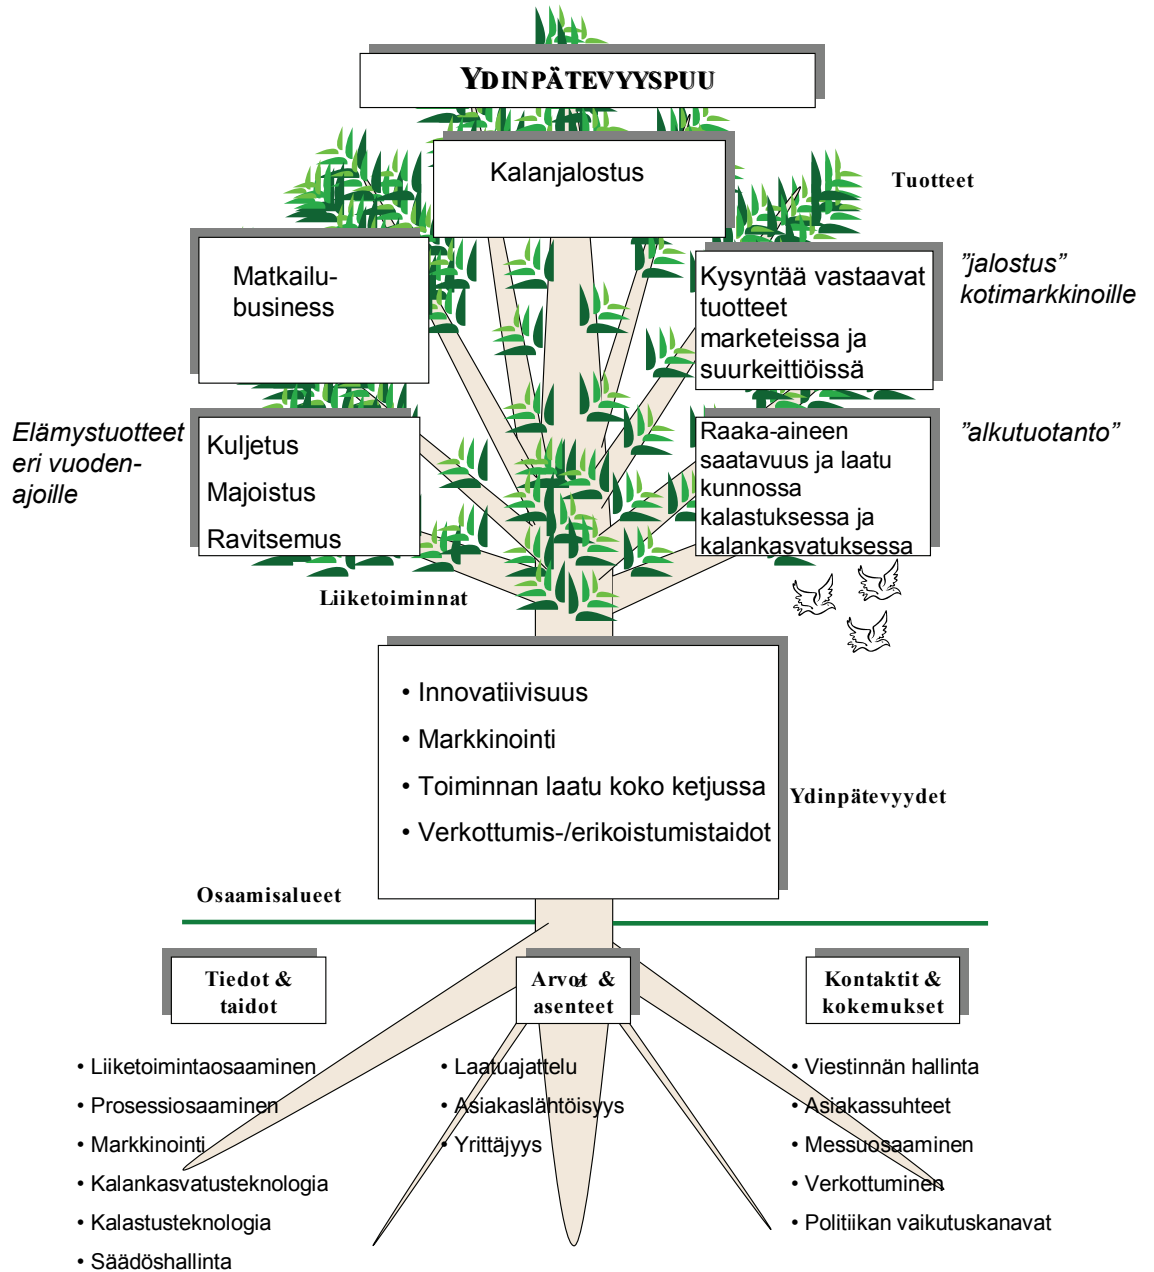 YDINPÄTEVYYSPUU
Kalanjalostus
Tuotteet
Matkailu-
business
Kysyntää vastaavat
tuotteet
marketeissa ja
suurkeittiöissä
”jalostus”
kotimarkkinoille
Elämystuotteet
eri vuoden-
ajoille
Kuljetus
Majoistus
Ravitsemus
Raaka-aineen
saatavuus ja laatu
kunnossa
kalastuksessa ja
kalankasvatuksessa
”alkutuotanto”
Liiketoiminnat
• Innovatiivisuus
• Markkinointi
• Toiminnan laatu koko ketjussa
• Verkottumis-/erikoistumistaidot
Ydinpätevyydet
Osaamisalueet
Tiedot &
taidot
• Liiketoimintaosaaminen
• Prosessiosaaminen
• Markkinointi
• Kalankasvatusteknologia
• Kalastusteknologia
• Säädöshallinta
Arvot &
asenteet
• Laatuajattelu
• Asiakaslähtöisyys
• Yrittäjyys
Kontaktit &
kokemukset
• Viestinnän hallinta
• Asiakassuhteet
• Messuosaaminen
• Verkottuminen
• Politiikan vaikutuskanavat